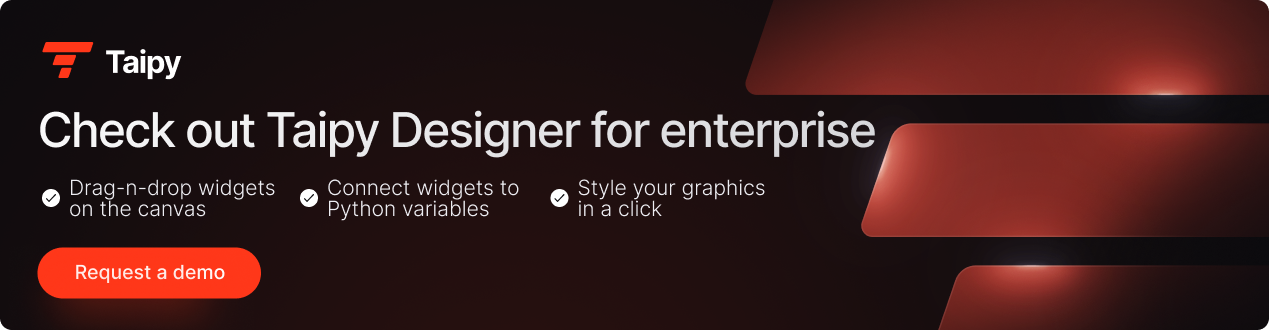 Taipy
Check out Taipy Designer for enterprise
Drag-n-drop widgets
on the canvas
Connect widgets to
Python variables
Style your graphics
in a click
Request a demo